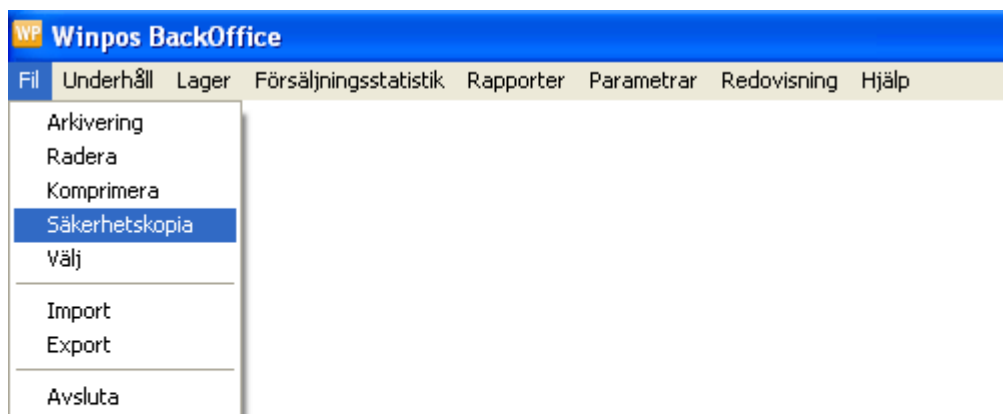 WP Winpos BackOffice
Fil Underhåll Lager Försäljningsstatistik Rapporter Parametrar Redovisning Hjälp
Arkivering
Radera
Komprimera
Säkerhetskopia
Välj
Import
Export
Avsluta